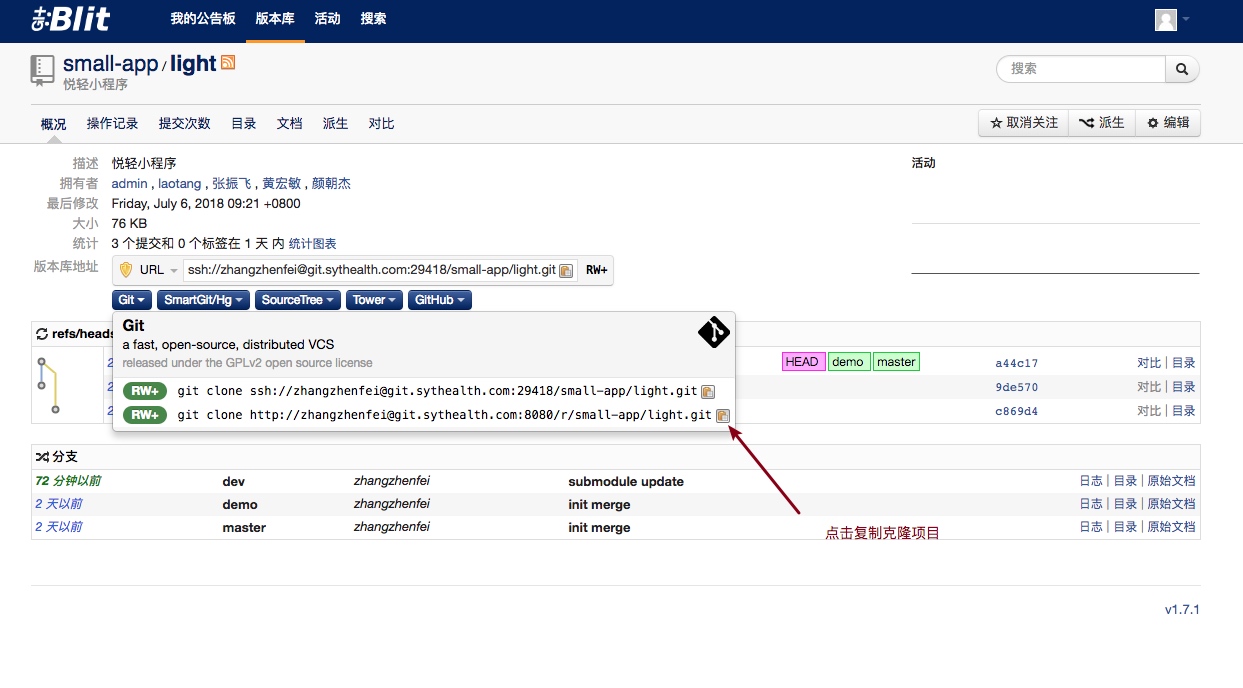 Blit 我的公告板 版本库 活动 搜索
small-app / light
悦轻小程序
搜索
概况 操作记录 提交次数 目录 文档 派生 对比
取消关注 派生 编辑
描述 悦轻小程序
活动
拥有者 admin , laotang , 张振飞 , 黄宏敏 , 颜朝杰
最后修改 Friday, July 6, 2018 09:21 +0800
大小 76 KB
统计 3 个提交和 0 个标签在 1 天 内 统计图表
版本库地址 URL ssh://zhangzhenfei@git.sythealth.com:29418/small-app/light.git RW+
Git SmartGit/Hg SourceTree Tower GitHub
Git
a fast, open-source, distributed VCS
released under the GPLv2 open source license
RW+ git clone ssh://zhangzhenfei@git.sythealth.com:29418/small-app/light.git
RW+ git clone http://zhangzhenfei@git.sythealth.com:8080/r/small-app/light.git
refs/heads
2 HEAD demo master a44c17 对比 | 目录
2 9de570 对比 | 目录
2 c869d4 对比 | 目录
分支
72 分钟以前 dev zhangzhenfei submodule update 日志 | 目录 | 原始文档
2 天以前 demo zhangzhenfei init merge 日志 | 目录 | 原始文档
2 天以前 master zhangzhenfei init merge 日志 | 目录 | 原始文档
点击复制克隆项目
v1.7.1